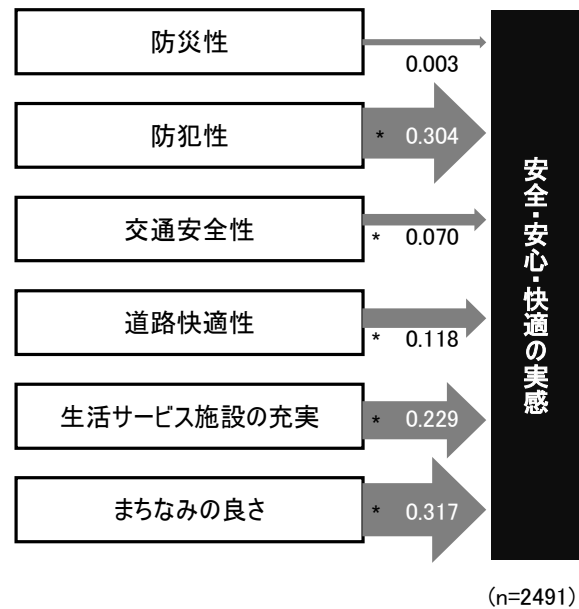 防災性
0.003
防犯性
* 0.304
交通安全性
* 0.070
道路快適性
* 0.118
生活サービス施設の充実
* 0.229
まちなみの良さ
* 0.317
安全・安心・快適の実感
(n=2491)